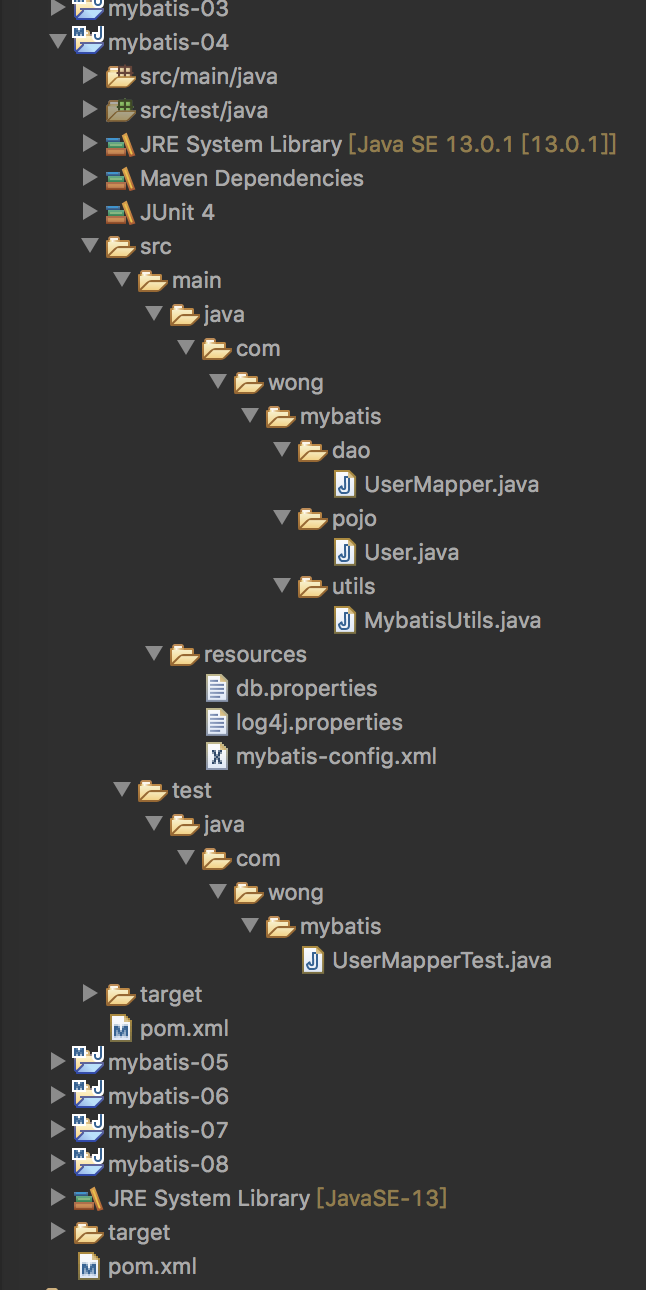 mybatis-03
mybatis-04
src/main/java
src/test/java
JRE System Library [Java SE 13.0.1 [13.0.1]]
Maven Dependencies
JUnit 4
src
main
java
com
wong
mybatis
dao
UserMapper.java
pojo
User.java
utils
MybatisUtils.java
resources
db.properties
log4j.properties
mybatis-config.xml
test
java
com
wong
mybatis
UserMapperTest.java
target
pom.xml
mybatis-05
mybatis-06
mybatis-07
mybatis-08
JRE System Library [JavaSE-13]
target
pom.xml